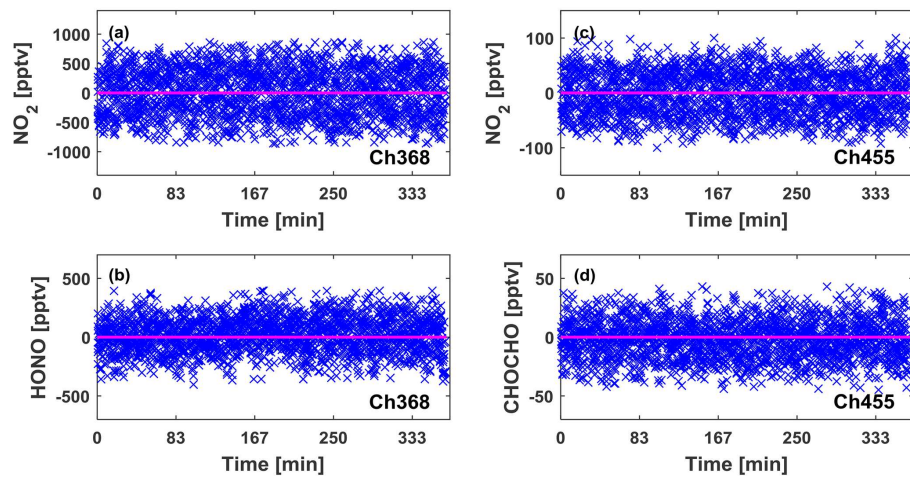 (a)
NO2 [pptv]
1000
500
0
-500
-1000
Ch368
0 83 167 250 333
Time [min]
(c)
NO2 [pptv]
100
0
-100
Ch455
0 83 167 250 333
Time [min]
(b)
HONO [pptv]
500
0
-500
Ch368
0 83 167 250 333
Time [min]
(d)
CHOCHO [pptv]
50
0
-50
Ch455
0 83 167 250 333
Time [min]